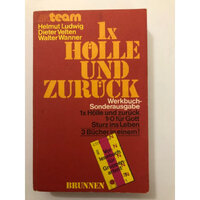 team
Helmut Ludwig
Dieter Velten
Walter Wanner
1x
HÖLLE
UND
ZURÜCK
Werkbuch-
Sonderausgabe
1x Hölle und zurück
1:0 für Gott
Sturz ins Leben
3 Bücher in einem!
BRUNNEN